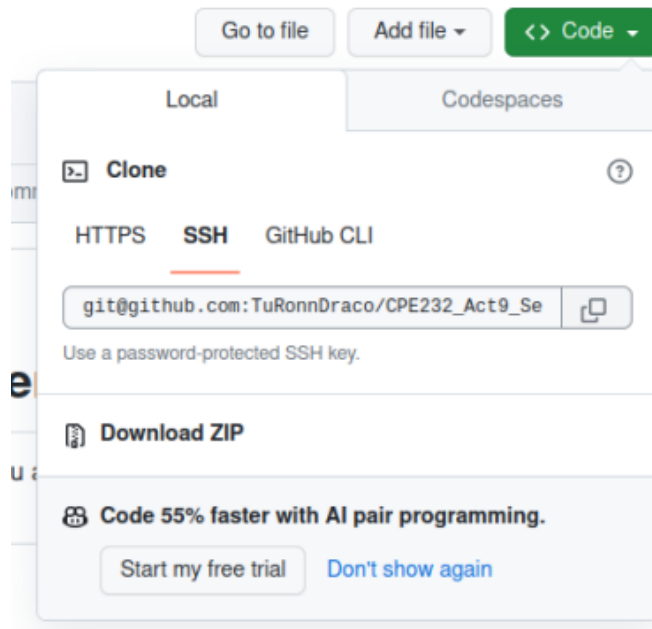 Go to file Add file <> Code
Local Codespaces
Clone
omm
HTTPS SSH GitHub CLI
git@github.com:TuRonnDraco/CPE232_Act9_Se
Use a password-protected SSH key.
e
Download ZIP
u a
Code 55% faster with AI pair programming.
Start my free trial Don't show again